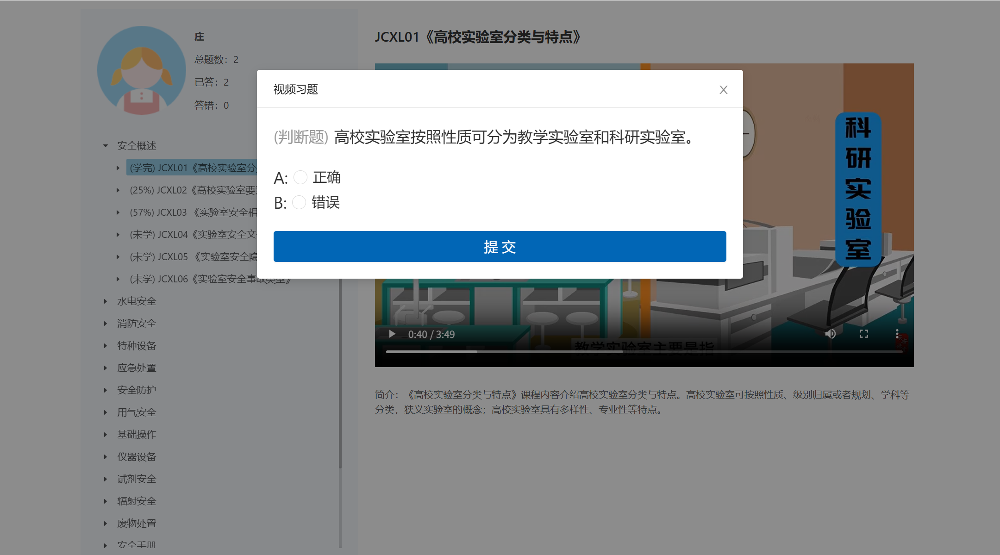 庄
总题数：2
已答：2
答错：0
安全概述
(学完) JCXL01《高校实验室分
(25%) JCXL02《高校实验室要
(57%) JCXL03 《实验室安全相
(未学) JCXL04《实验室安全文
(未学) JCXL05 《实验室安全隐
(未学) JCXL06《实验室安全事故类型》
水电安全
消防安全
特种设备
应急处置
安全防护
用气安全
基础操作
仪器设备
试剂安全
辐射安全
废物处置
安全手册
JCXL01《高校实验室分类与特点》
视频习题
X
(判断题) 高校实验室按照性质可分为教学实验室和科研实验室。
A: 正确
B: 错误
提 交
科研实验室
0:40 / 3:49
教学实验室主要是指
简介：《高校实验室分类与特点》课程内容介绍高校实验室分类与特点。高校实验室可按照性质、级别归属或者规划、学科等
分类，狭义实验室的概念；高校实验室具有多样性、专业性等特点。